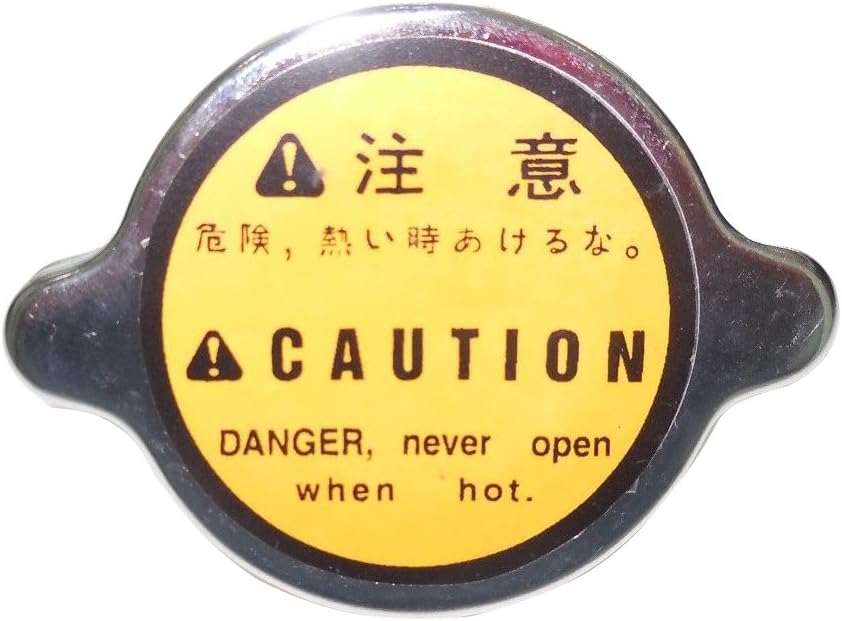 ⚠注 意
危険,熱い時あけるな。
⚠CAUTION
DANGER, never open
when hot.